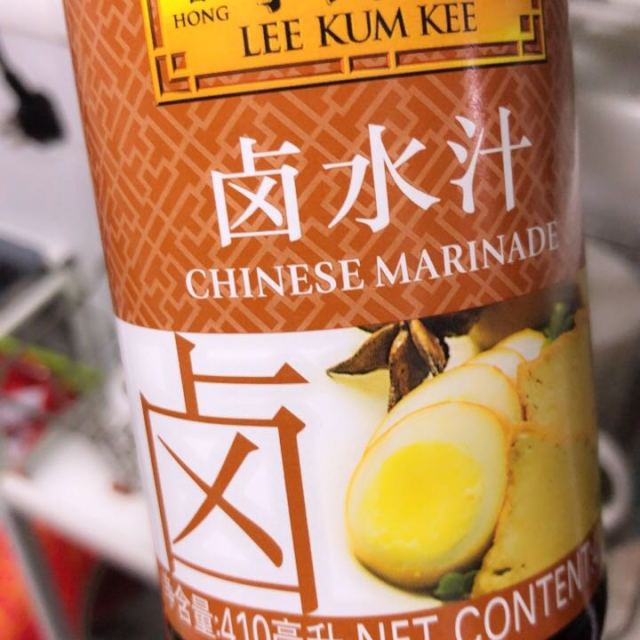 HONG
LEE KUM KEE
卤水汁
CHINESE MARINADE
卤
净含量:410毫升 NET CONTENT: